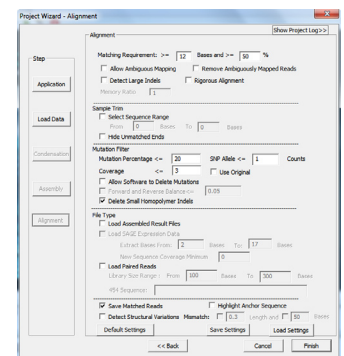 Project Wizard - Alignment
Show Project Log>>
Alignment
Step
Matching Requirement: >= 12 Bases and >= 50 %
Allow Ambiguous Mapping Remove Ambiguously Mapped Reads
Application
Detect Large Indels Rigorous Alignment
Memory Ratio 1
Sample Trim
Select Sequence Range
Load Data
From 0 Bases To 0 Bases
Hide Unmatched Ends
Mutation Filter
Condensation
Mutation Percentage <= 20 SNP Allele <= 1 Counts
Coverage <= 3 Use Original
Allow Software to Delete Mutations
Assembly
Forward and Reverse Balance<= 0.05
Delete Small Homopolymer Indels
Alignment
File Type
Load Assembled Result Files
Load SAGE Expression Data
Extract Bases From: 2 Bases To: 17 Bases
New Sequence Coverage Minimum 0
Load Paired Reads
Library Size Range: From 100 Bases To 300 Bases
454 Sequence:
Save Matched Reads Highlight Anchor Sequence
Detect Structural Variations Mismatch: 0.3 Length and 50 Bases
Default Settings Save Settings Load Settings
<< Back Cancel Finish